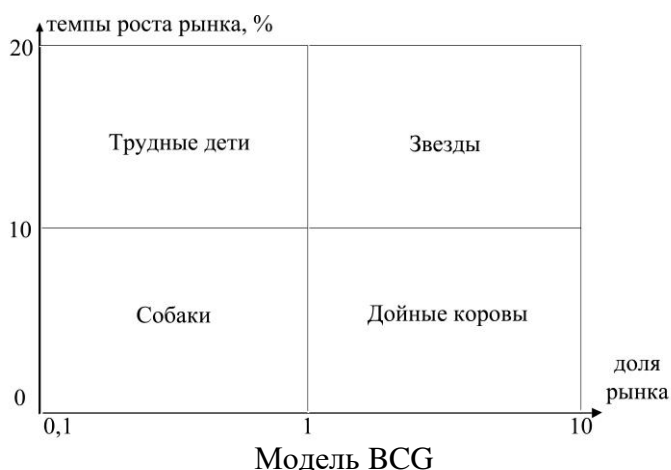 темпы роста рынка, %
20
Трудные дети
Звезды
10
Собаки
Дойные коровы
0
доля
рынка
0,1
1
10
Модель BCG